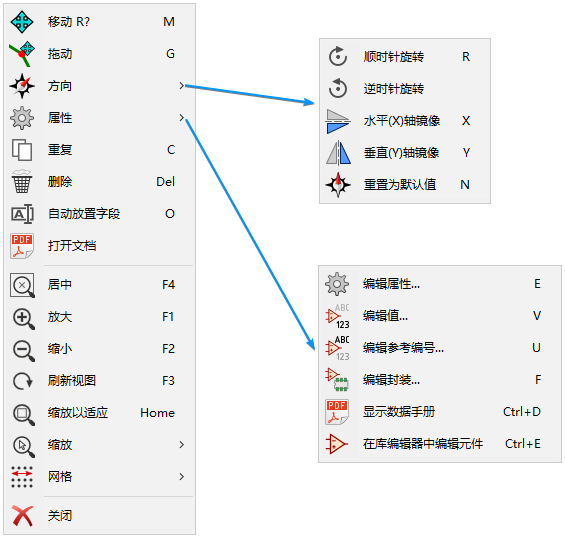 移动 R? M
拖动 G
方向
属性
重复 C
删除 Del
自动放置字段 O
PDF 打开文档
居中 F4
放大 F1
缩小 F2
刷新视图 F3
缩放以适应 Home
缩放
网格
关闭
顺时针旋转 R
逆时针旋转
水平(X)轴镜像 X
垂直(Y)轴镜像 Y
重置为默认值 N
编辑属性... E
ABC 123 编辑值... V
ABC 123 编辑参考编号... U
编辑封装... F
PDF 显示数据手册 Ctrl+D
在库编辑器中编辑元件 Ctrl+E